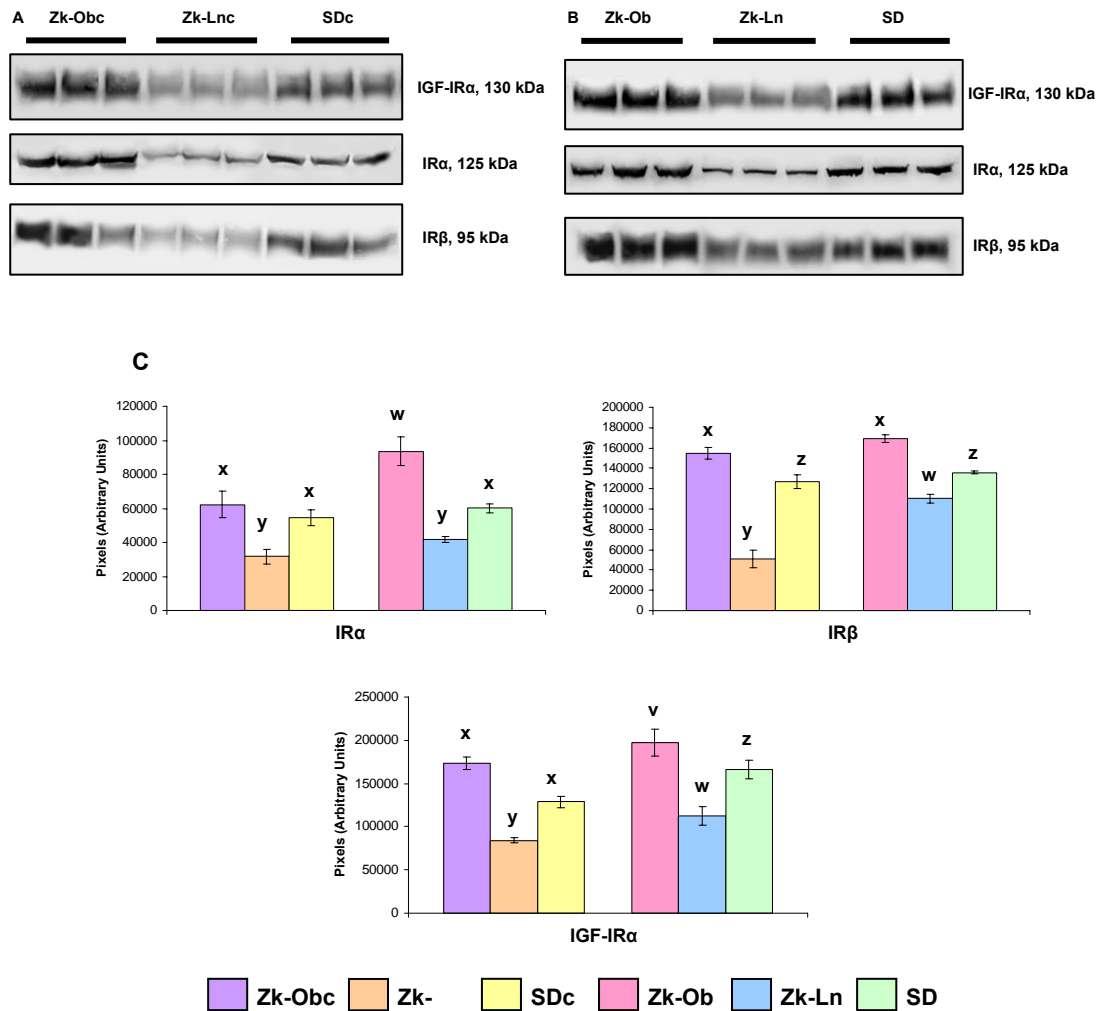 A
Zk-Obc Zk-Lnc SDc
IGF-IRα, 130 kDa
IRα, 125 kDa
IRβ, 95 kDa
B
Zk-Ob Zk-Ln SD
IGF-IRα, 130 kDa
IRα, 125 kDa
IRβ, 95 kDa
C
Pixels (Arbitrary Units)
120000
100000
80000
60000
40000
20000
0
x y x w y x
IRα
Pixels (Arbitrary Units)
200000
180000
160000
140000
120000
100000
80000
60000
40000
20000
0
x y z x w z
IRβ
Pixels (Arbitrary Units)
250000
200000
150000
100000
50000
0
x y x v w z
IGF-IRα
Zk-Obc Zk- SDc Zk-Ob Zk-Ln SD